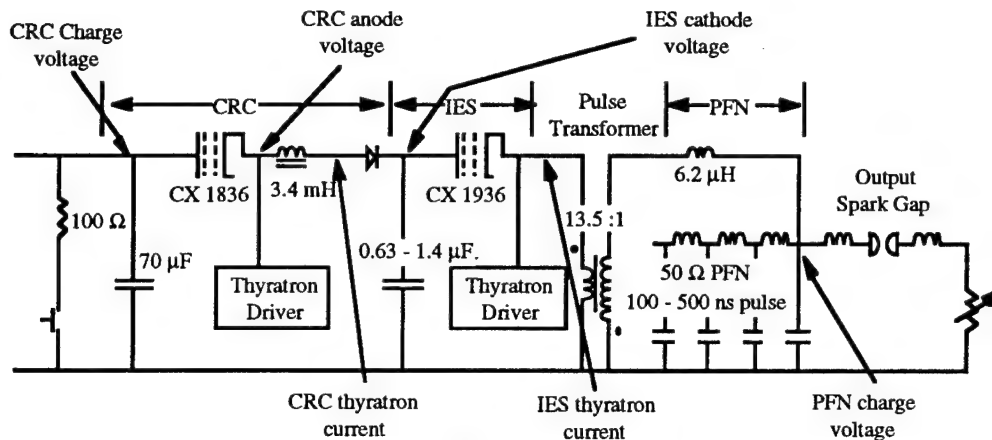 CRC Charge
voltage
CRC anode
voltage
IES cathode
voltage
CRC
IES
Pulse
Transformer
PFN
CX 1836
3.4 mH
CX 1936
6.2 μH
Output
Spark Gap
100 Ω
13.5 :1
70 μF
0.63 - 1.4 μF.
Thyratron
Driver
Thyratron
Driver
50 Ω PFN
100 - 500 ns pulse
CRC thyratron
current
IES thyratron
current
PFN charge
voltage